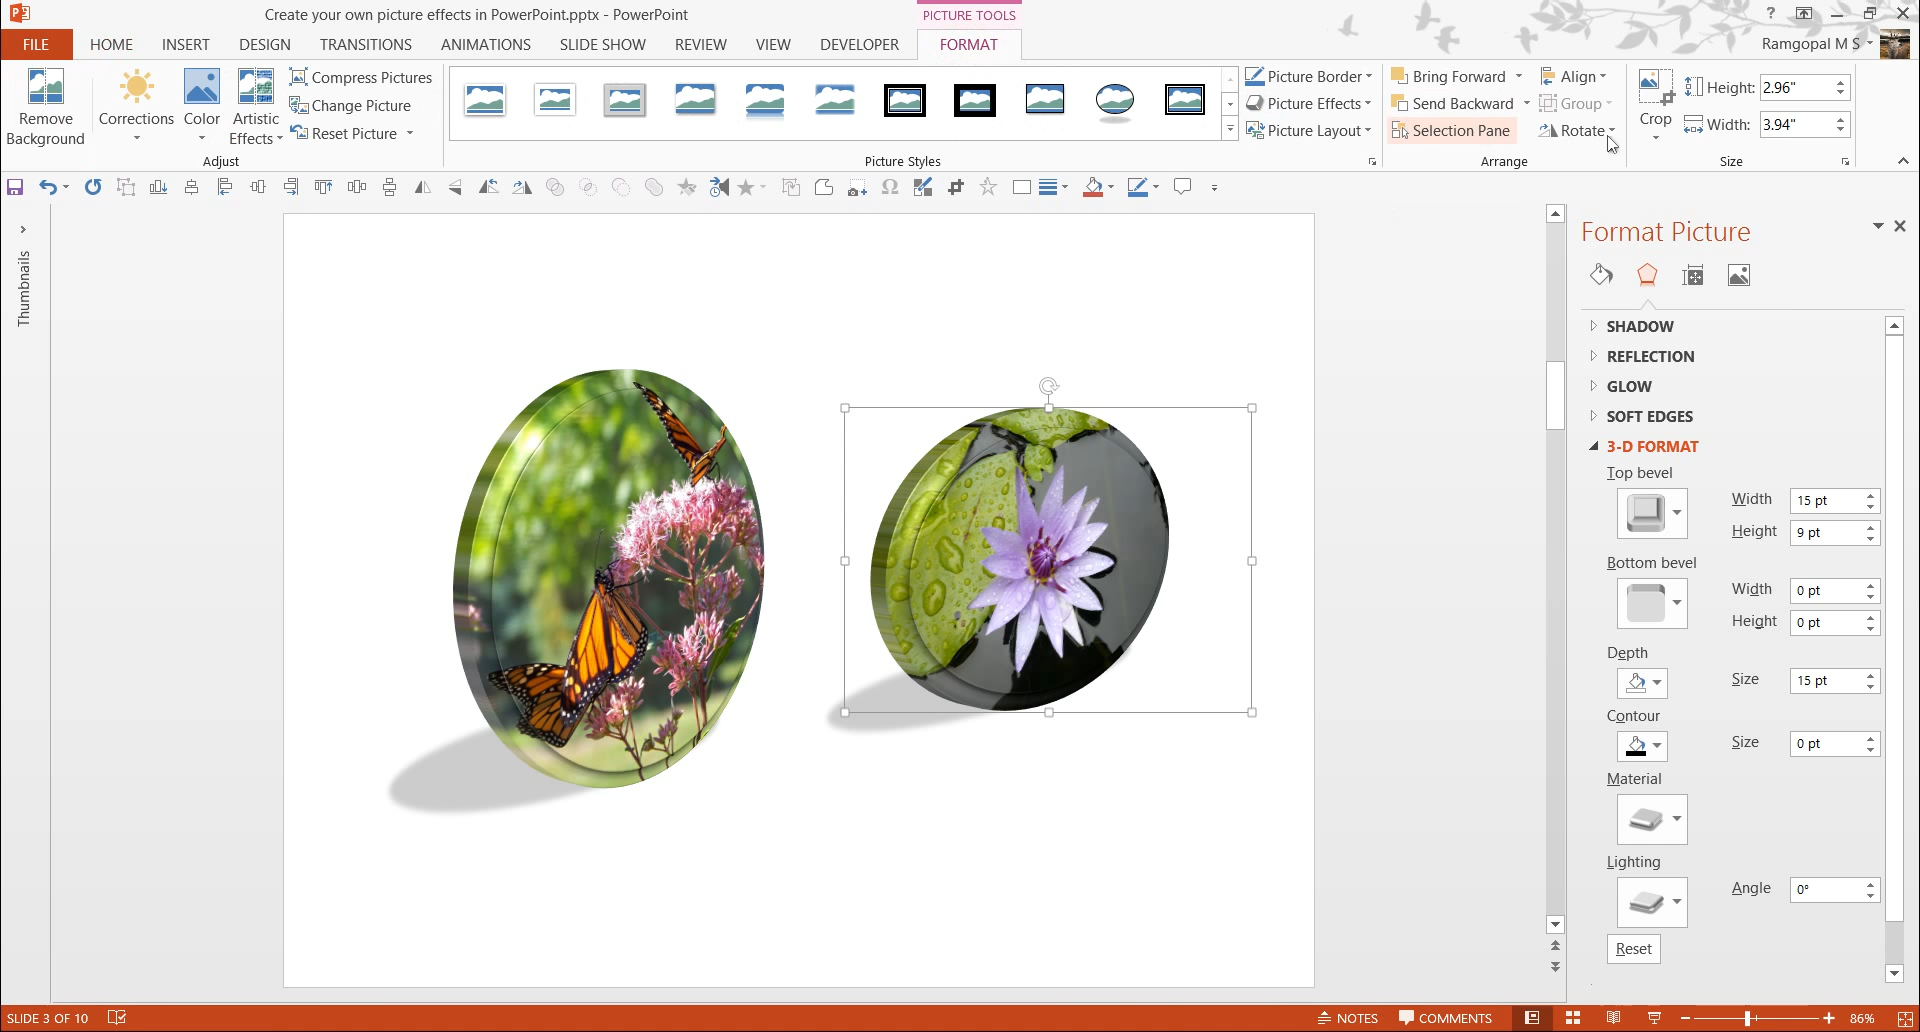 Create your own picture effects in PowerPoint.pptx - PowerPoint
PICTURE TOOLS
?
FILE HOME INSERT DESIGN TRANSITIONS ANIMATIONS SLIDE SHOW REVIEW VIEW DEVELOPER FORMAT Ramgopal M S
Remove Background
Corrections
Color
Artistic Effects
Compress Pictures
Change Picture
Reset Picture
Adjust
Picture Styles
Picture Border
Picture Effects
Picture Layout
Bring Forward
Send Backward
Selection Pane
Align
Group
Rotate
Arrange
Crop
Height: 2.96"
Width: 3.94"
Size
Thumbnails
Format Picture
SHADOW
REFLECTION
GLOW
SOFT EDGES
3-D FORMAT
Top bevel
Width 15 pt
Height 9 pt
Bottom bevel
Width 0 pt
Height 0 pt
Depth
Size 15 pt
Contour
Size 0 pt
Material
Lighting
Angle 0°
Reset
SLIDE 3 OF 10
NOTES
COMMENTS
86%